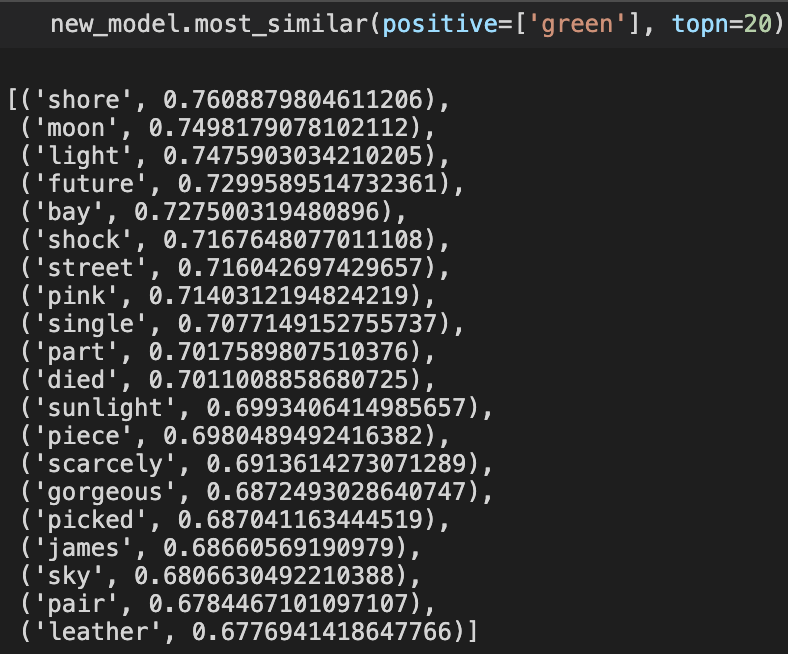 new_model.most_similar(positive=['green'], topn=20)
[('shore', 0.7608879804611206),
('moon', 0.7498179078102112),
('light', 0.7475903034210205),
('future', 0.7299589514732361),
('bay', 0.727500319480896),
('shock', 0.7167648077011108),
('street', 0.716042697429657),
('pink', 0.7140312194824219),
('single', 0.7077149152755737),
('part', 0.7017589807510376),
('died', 0.7011008858680725),
('sunlight', 0.6993406414985657),
('piece', 0.6980489492416382),
('scarcely', 0.6913614273071289),
('gorgeous', 0.6872493028640747),
('picked', 0.687041163444519),
('james', 0.68660569190979),
('sky', 0.6806630492210388),
('pair', 0.6784467101097107),
('leather', 0.6776941418647766)]